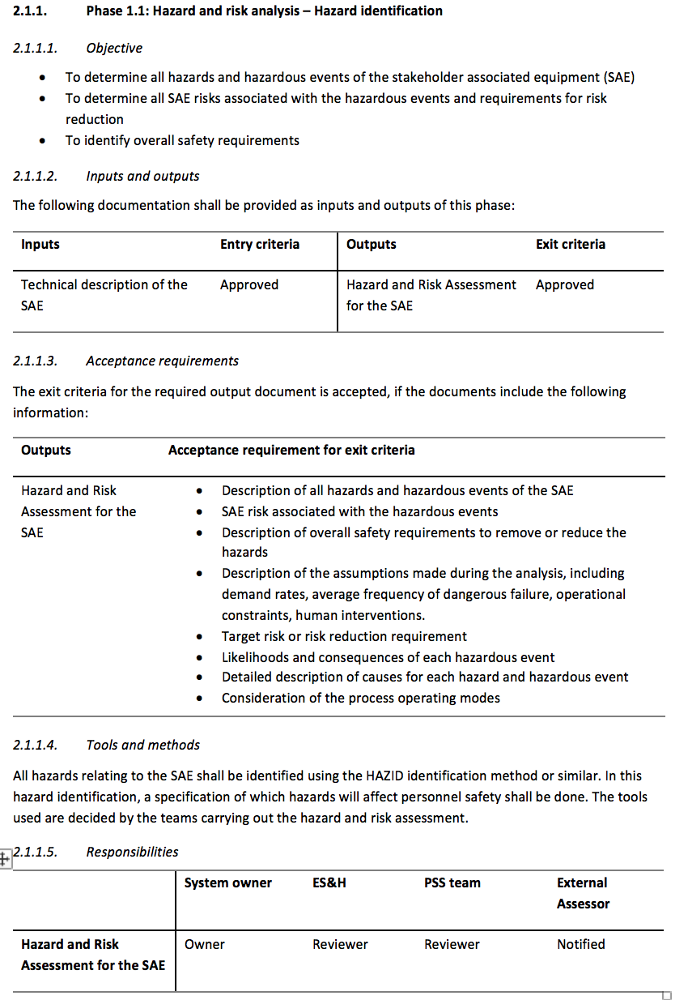 2.1.1. Phase 1.1: Hazard and risk analysis – Hazard identification
2.1.1.1. Objective
• To determine all hazards and hazardous events of the stakeholder associated equipment (SAE)
• To determine all SAE risks associated with the hazardous events and requirements for risk
reduction
• To identify overall safety requirements
2.1.1.2. Inputs and outputs
The following documentation shall be provided as inputs and outputs of this phase:
Inputs Entry criteria Outputs Exit criteria
Technical description of the Approved Hazard and Risk Assessment Approved
SAE for the SAE
2.1.1.3. Acceptance requirements
The exit criteria for the required output document is accepted, if the documents include the following
information:
Outputs Acceptance requirement for exit criteria
Hazard and Risk • Description of all hazards and hazardous events of the SAE
Assessment for the • SAE risk associated with the hazardous events
SAE • Description of overall safety requirements to remove or reduce the
hazards
• Description of the assumptions made during the analysis, including
demand rates, average frequency of dangerous failure, operational
constraints, human interventions.
• Target risk or risk reduction requirement
• Likelihoods and consequences of each hazardous event
• Detailed description of causes for each hazard and hazardous event
• Consideration of the process operating modes
2.1.1.4. Tools and methods
All hazards relating to the SAE shall be identified using the HAZID identification method or similar. In this
hazard identification, a specification of which hazards will affect personnel safety shall be done. The tools
used are decided by the teams carrying out the hazard and risk assessment.
2.1.1.5. Responsibilities
System owner ES&H PSS team External
Assessor
Hazard and Risk Owner Reviewer Reviewer Notified
Assessment for the SAE